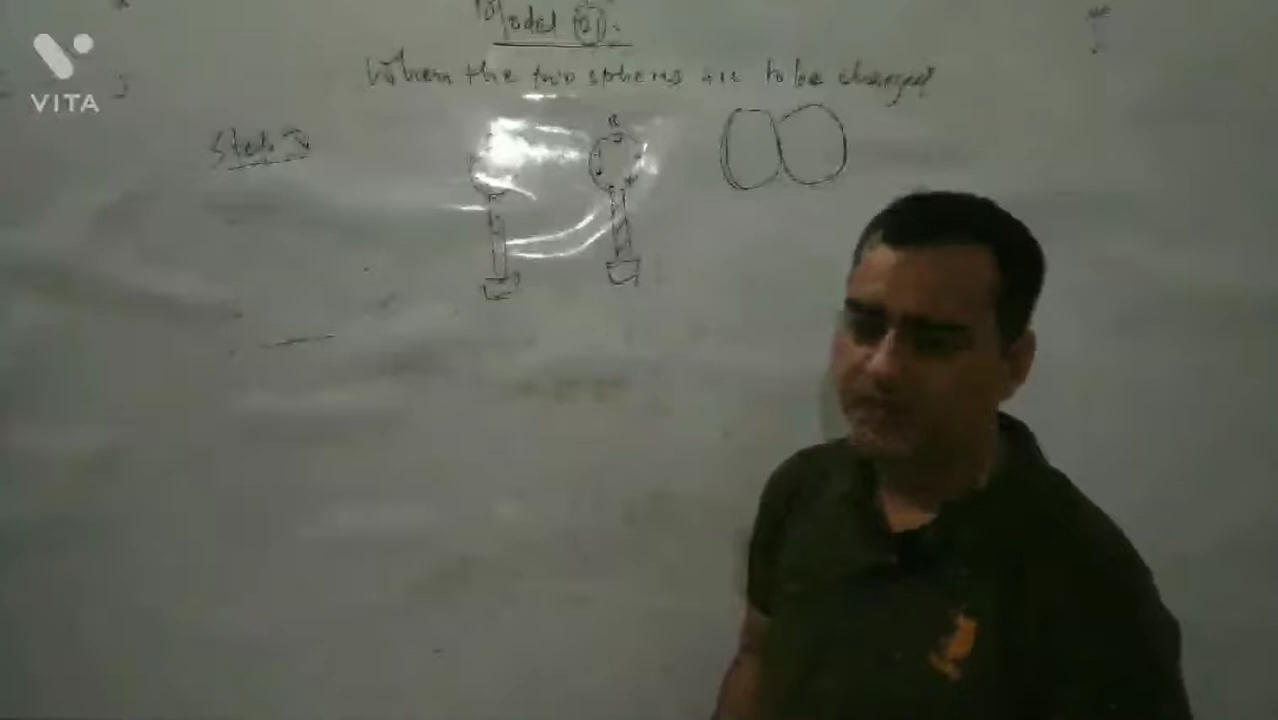 Model 2:
When the two spheres are to be charged
VITA
Step I
B